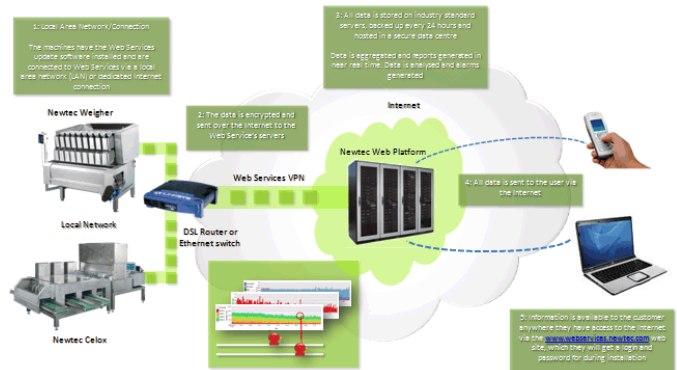 1: Local Area Network/Connection
The machines have the Web Services
update software installed and are
connected to Web Services via a local
area network (LAN) or dedicated internet
connection
3: All data is stored on industry standard
servers, backed up every 24 hours and
hosted in a secure data centre
Data is aggregated and reports generated in
near real time. Data is analysed and alarms
generated
Newtec Weigher
2: The data is encrypted and
sent over the internet to the
Web Service's servers
Internet
Newtec Web Platform
Web Services VPN
4: All data is sent to the user via
the internet
Local Network
DSL Router or
Ethernet switch
Newtec Celox
5: Information is available to the customer
anywhere they have access to the internet
via the www.webservices.newtec.com web
site, which they will get a login and
password for during installation